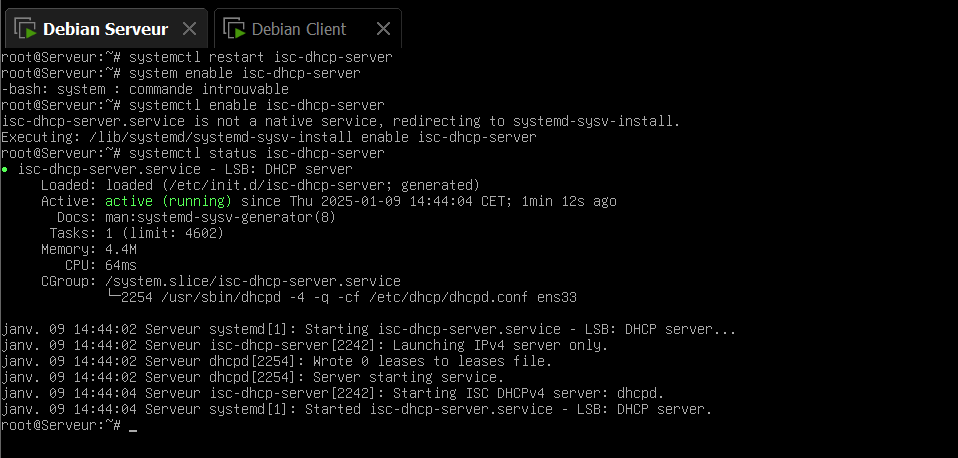 Debian Serveur
Debian Client
root@Serveur:~# systemctl restart isc-dhcp-server
root@Serveur:~# system enable isc-dhcp-server
-bash: system : commande introuvable
root@Serveur:~# systemctl enable isc-dhcp-server
isc-dhcp-server.service is not a native service, redirecting to systemd-sysv-install.
Executing: /lib/systemd/systemd-sysv-install enable isc-dhcp-server
root@Serveur:~# systemctl status isc-dhcp-server
● isc-dhcp-server.service - LSB: DHCP server
     Loaded: loaded (/etc/init.d/isc-dhcp-server; generated)
     Active: active (running) since Thu 2025-01-09 14:44:04 CET; 1min 12s ago
       Docs: man:systemd-sysv-generator(8)
      Tasks: 1 (limit: 4602)
     Memory: 4.4M
        CPU: 64ms
     CGroup: /system.slice/isc-dhcp-server.service
             └─2254 /usr/sbin/dhcpd -4 -q -cf /etc/dhcp/dhcpd.conf ens33
janv. 09 14:44:02 Serveur systemd[1]: Starting isc-dhcp-server.service - LSB: DHCP server...
janv. 09 14:44:02 Serveur isc-dhcp-server[2242]: Launching IPv4 server only.
janv. 09 14:44:02 Serveur dhcpd[2254]: Wrote 0 leases to leases file.
janv. 09 14:44:02 Serveur dhcpd[2254]: Server starting service.
janv. 09 14:44:04 Serveur isc-dhcp-server[2242]: Starting ISC DHCPv4 server: dhcpd.
janv. 09 14:44:04 Serveur systemd[1]: Started isc-dhcp-server.service - LSB: DHCP server.
root@Serveur:~# _